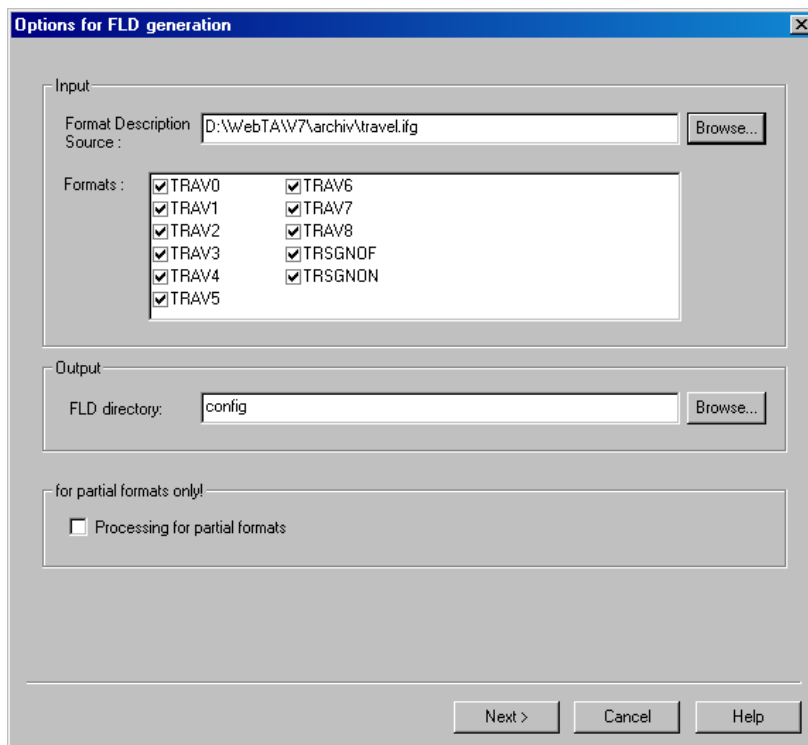 Options for FLD generation
Input
Format Description Source :
D:\WebTA\V7\archiv\travel.ifg
Browse...
Formats :
TRAV0
TRAV1
TRAV2
TRAV3
TRAV4
TRAV5
TRAV6
TRAV7
TRAV8
TRSGNOF
TRSGNON
Output
FLD directory:
config
Browse...
for partial formats only!
Processing for partial formats
Next >
Cancel
Help